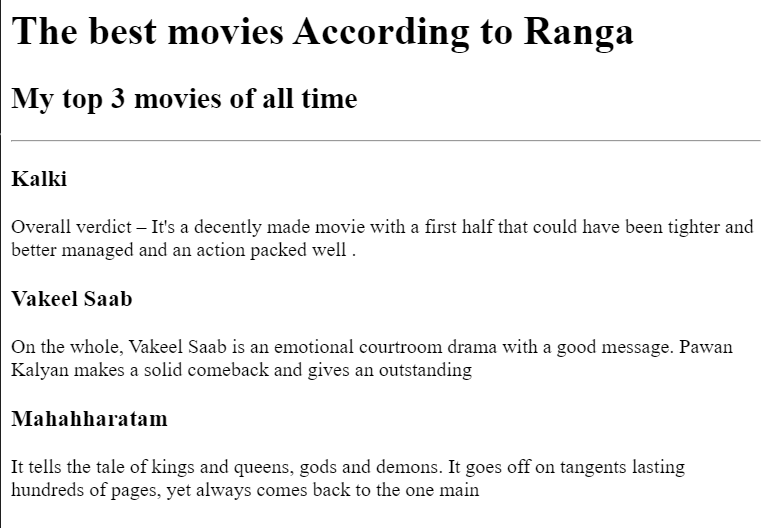 The best movies According to Ranga
My top 3 movies of all time
Kalki
Overall verdict – It's a decently made movie with a first half that could have been tighter and
better managed and an action packed well .
Vakeel Saab
On the whole, Vakeel Saab is an emotional courtroom drama with a good message. Pawan
Kalyan makes a solid comeback and gives an outstanding
Mahahharatam
It tells the tale of kings and queens, gods and demons. It goes off on tangents lasting
hundreds of pages, yet always comes back to the one main